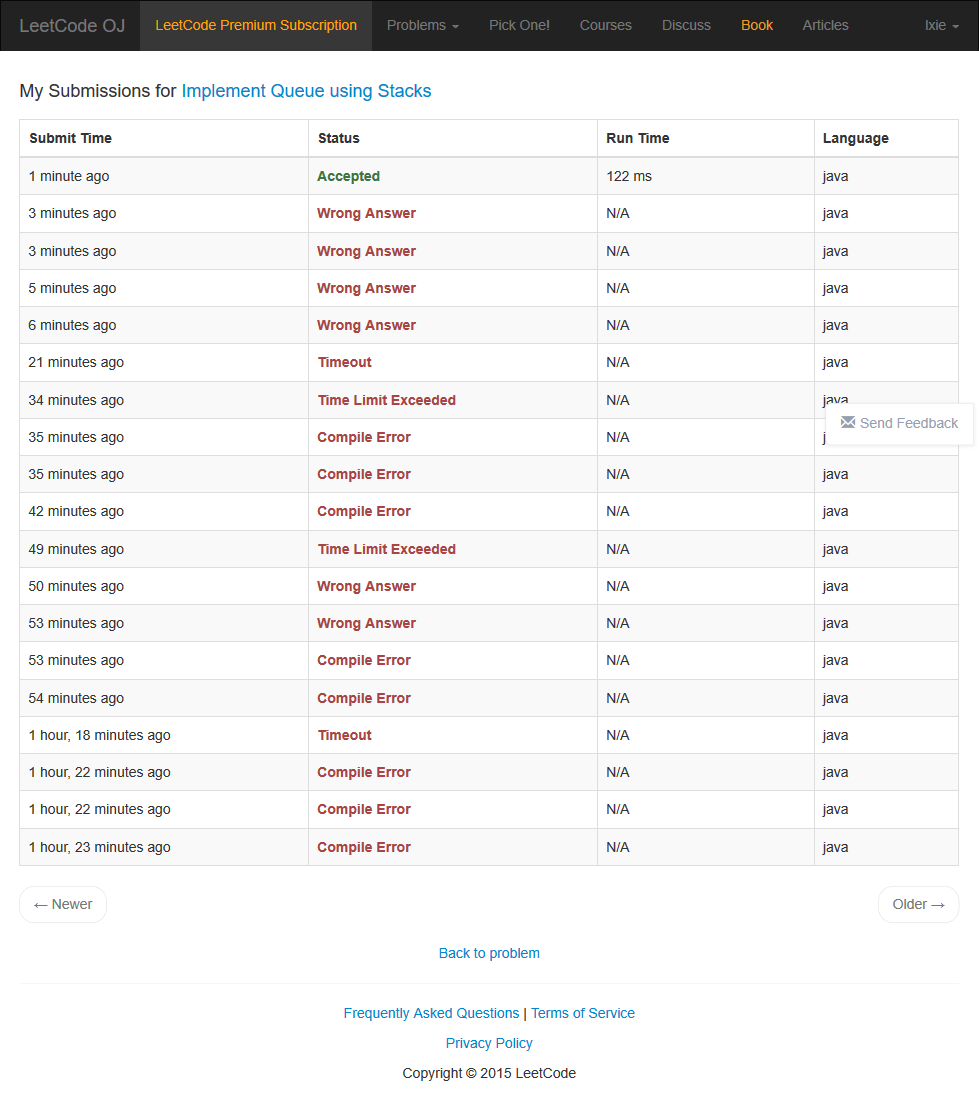 LeetCode OJ LeetCode Premium Subscription Problems Pick One! Courses Discuss Book Articles lxie
My Submissions for Implement Queue using Stacks
Submit Time Status Run Time Language
1 minute ago Accepted 122 ms java
3 minutes ago Wrong Answer N/A java
3 minutes ago Wrong Answer N/A java
5 minutes ago Wrong Answer N/A java
6 minutes ago Wrong Answer N/A java
21 minutes ago Timeout N/A java
34 minutes ago Time Limit Exceeded N/A java
Send Feedback
35 minutes ago Compile Error N/A
35 minutes ago Compile Error N/A java
42 minutes ago Compile Error N/A java
49 minutes ago Time Limit Exceeded N/A java
50 minutes ago Wrong Answer N/A java
53 minutes ago Wrong Answer N/A java
53 minutes ago Compile Error N/A java
54 minutes ago Compile Error N/A java
1 hour, 18 minutes ago Timeout N/A java
1 hour, 22 minutes ago Compile Error N/A java
1 hour, 22 minutes ago Compile Error N/A java
1 hour, 23 minutes ago Compile Error N/A java
← Newer Older →
Back to problem
Frequently Asked Questions | Terms of Service
Privacy Policy
Copyright © 2015 LeetCode